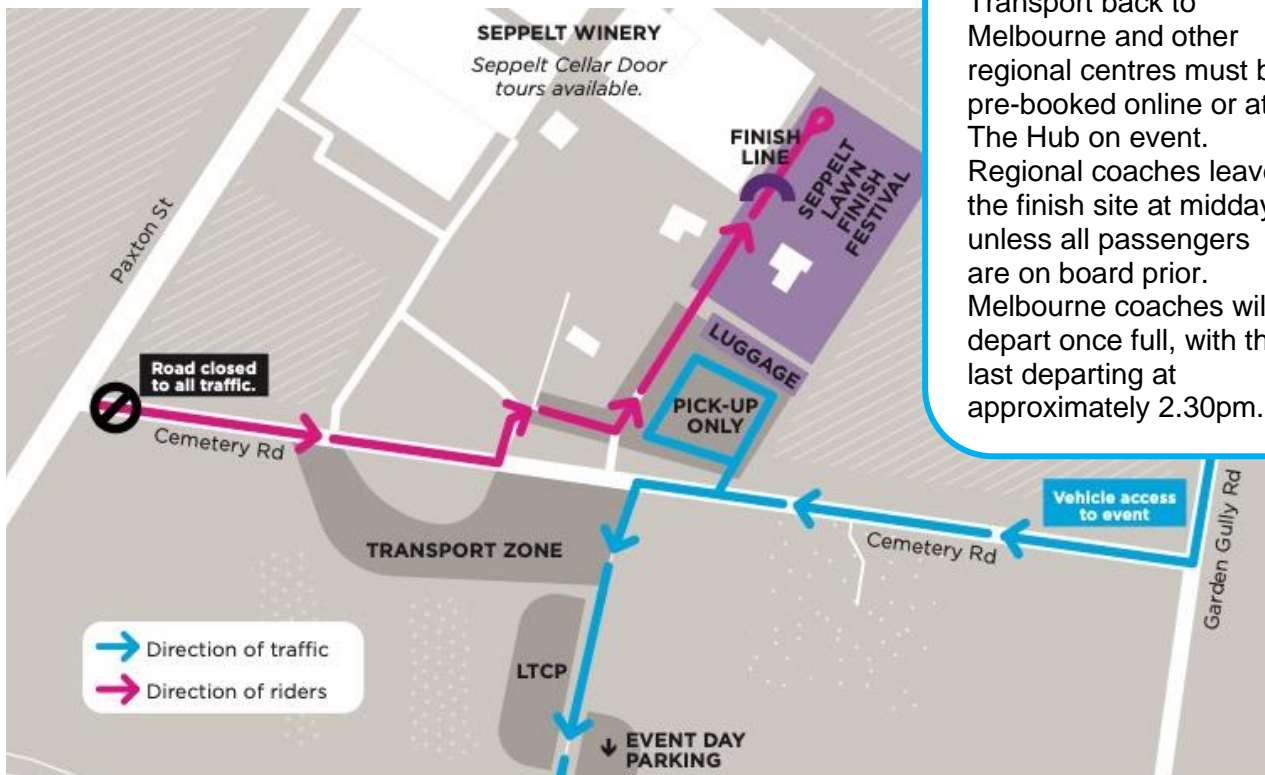 SEPPELT WINERY
Seppelt Cellar Door
tours available.
FINISH
LINE
SEPPELT
LAWN
FINISH
FESTIVAL
Paxton St
LUGGAGE
PICK-UP
ONLY
Road closed
to all traffic.
Cemetery Rd
TRANSPORT ZONE
Vehicle access
to event
Cemetery Rd
Garden Gully Rd
LTCP
EVENT DAY
PARKING
Direction of traffic
Direction of riders
Transport back to
Melbourne and other
regional centres must b
pre-booked online or at
The Hub on event.
Regional coaches leave
the finish site at midday
unless all passengers
are on board prior.
Melbourne coaches wil
depart once full, with th
last departing at
approximately 2.30pm.